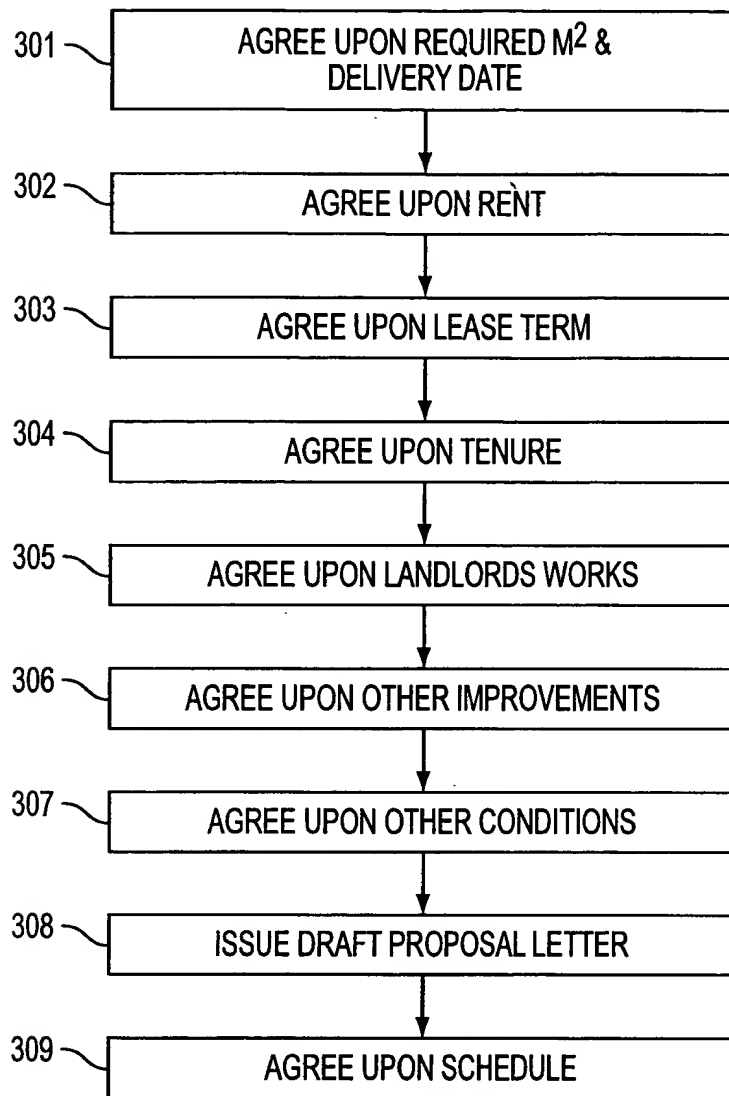 301
AGREE UPON REQUIRED M² &
DELIVERY DATE
302
AGREE UPON RENT
303
AGREE UPON LEASE TERM
304
AGREE UPON TENURE
305
AGREE UPON LANDLORDS WORKS
306
AGREE UPON OTHER IMPROVEMENTS
307
AGREE UPON OTHER CONDITIONS
308
ISSUE DRAFT PROPOSAL LETTER
309
AGREE UPON SCHEDULE